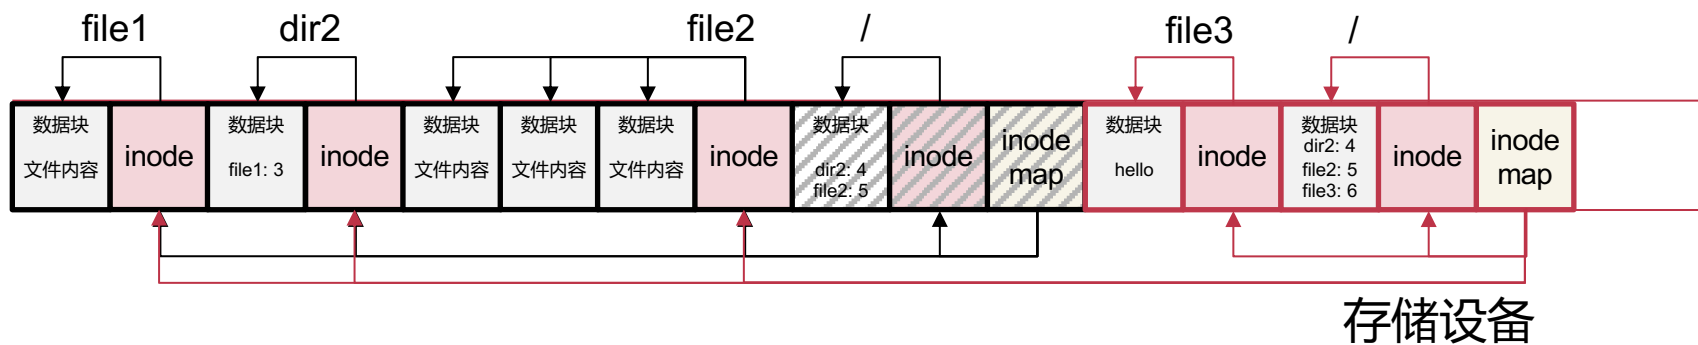 file1
dir2
file2
/
file3
/
数据块
文件内容
inode
数据块
file1: 3
inode
数据块
文件内容
数据块
文件内容
数据块
文件内容
inode
数据块
dir2: 4
file2: 5
inode
inode
map
数据块
hello
inode
数据块
dir2: 4
file2: 5
file3: 6
inode
inode
map
存储设备